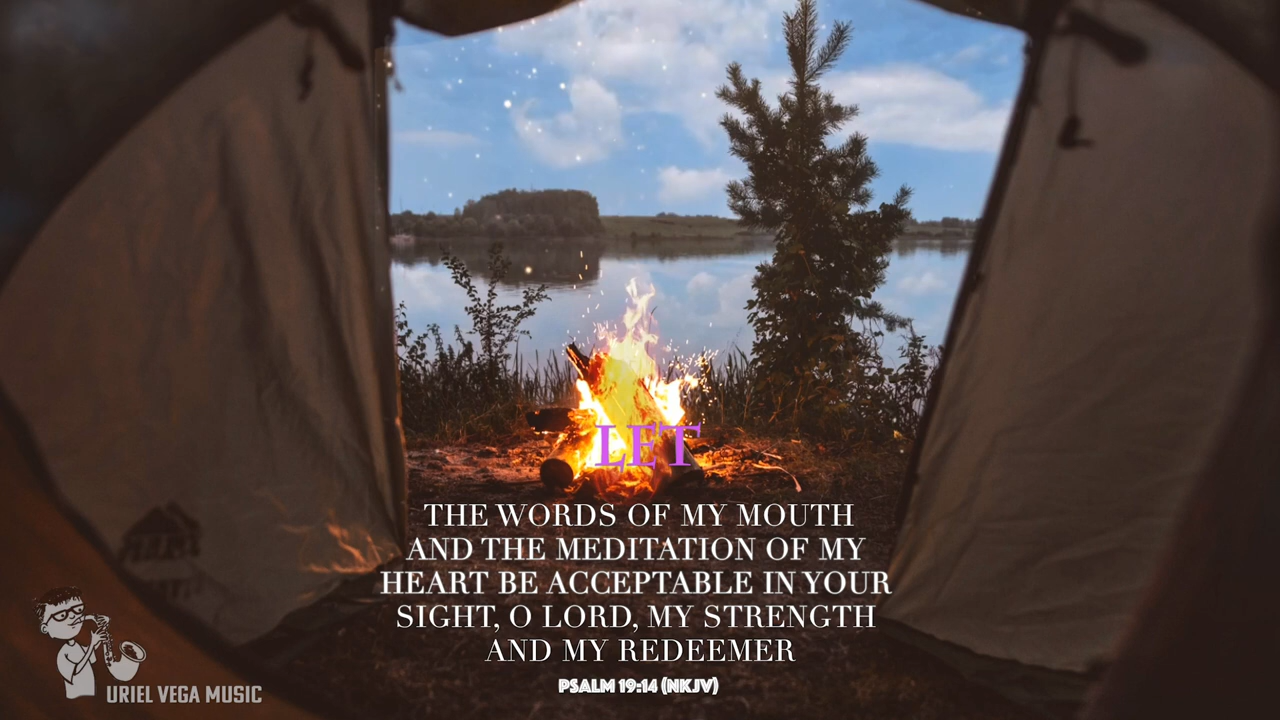 LET
THE WORDS OF MY MOUTH
AND THE MEDITATION OF MY
HEART BE ACCEPTABLE IN YOUR
SIGHT, O LORD, MY STRENGTH
AND MY REDEEMER
PSALM 19:14 (NKJV)
URIEL VEGA MUSIC